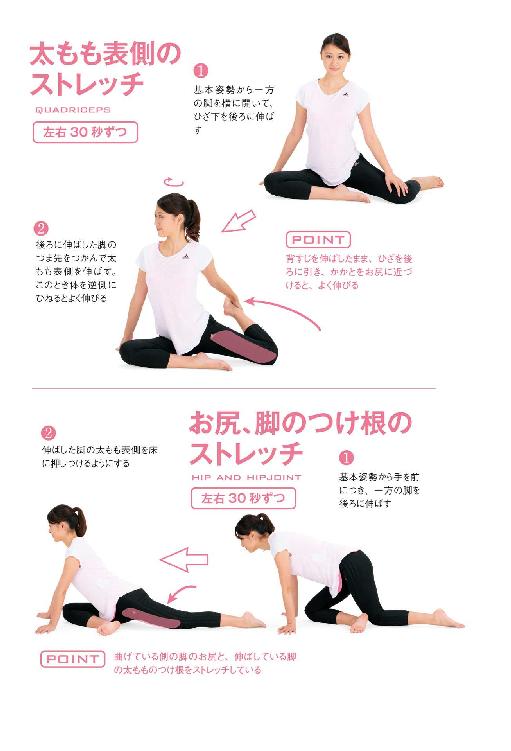 太もも表側の
ストレッチ
QUADRICEPS
左右30秒ずつ
1
基本姿勢から一方
の脚を横に開いて、
ひざ下を後ろに伸ば
す
2
後ろに伸ばした脚の
つま先をつかんで太
もも表側を伸ばす。
このとき体を逆側に
ひねるとよく伸びる
POINT
背すじを伸ばしたまま、ひざを後
ろに引き、かかとをお尻に近づ
けると、よく伸びる
お尻、脚のつけ根の
ストレッチ
HIP AND HIPJOINT
左右30秒ずつ
1
基本姿勢から手を前
につき、一方の脚を
後ろに伸ばす
2
伸ばした脚の太もも表側を床
に押しつけるようにする
POINT
曲げている側の脚のお尻と、伸ばしている脚
の太もものつけ根をストレッチしている